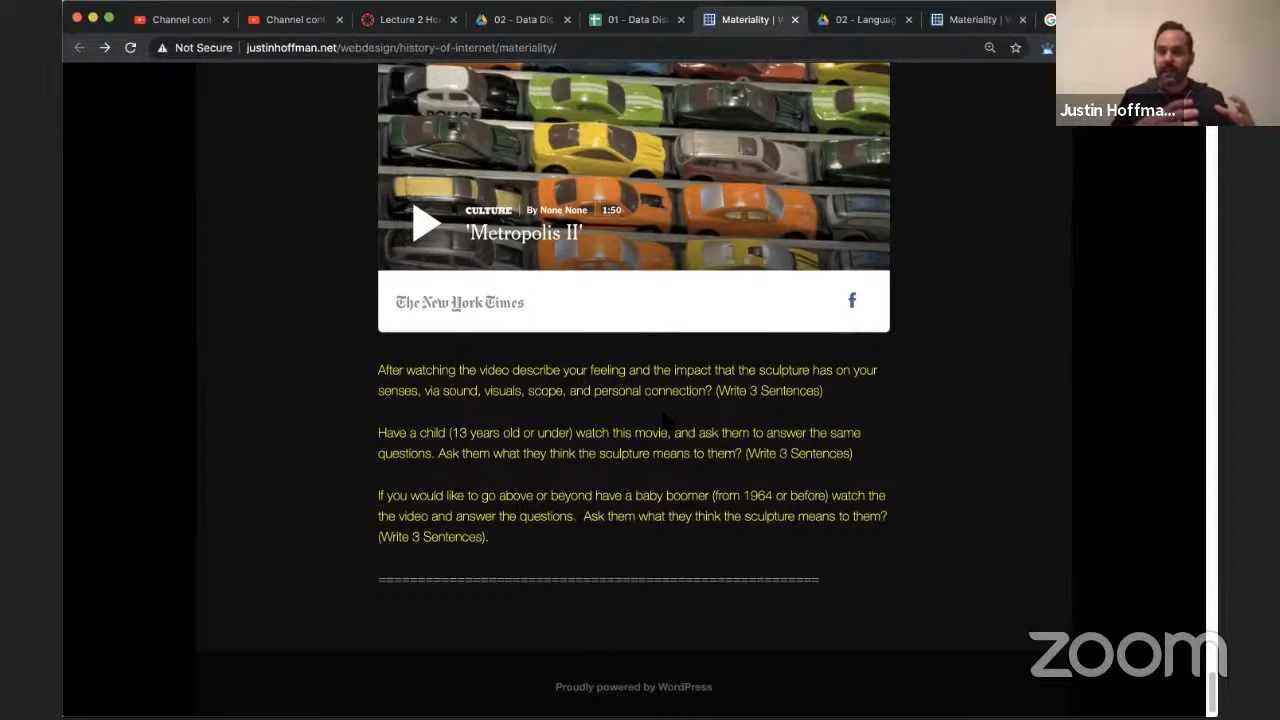 Channel cont
Channel cont
Lecture 2 Ho
02 - Data Di
01 - Data Dis
Materiality | W
02 - Languag
Materiality | W
Not Secure
justinhoffman.net/webdesign/history-of-internet/materiality/
Justin Hoffma...
POLICE
CULTURE By None None 1:50
'Metropolis II'
The New York Times
f
After watching the video describe your feeling and the impact that the sculpture has on your
senses, via sound, visuals, scope, and personal connection? (Write 3 Sentences)
Have a child (13 years old or under) watch this movie, and ask them to answer the same
questions. Ask them what they think the sculpture means to them? (Write 3 Sentences)
If you would like to go above or beyond have a baby boomer (from 1964 or before) watch the
the video and answer the questions. Ask them what they think the sculpture means to them?
(Write 3 Sentences).
========================================================
Proudly powered by WordPress
zoom